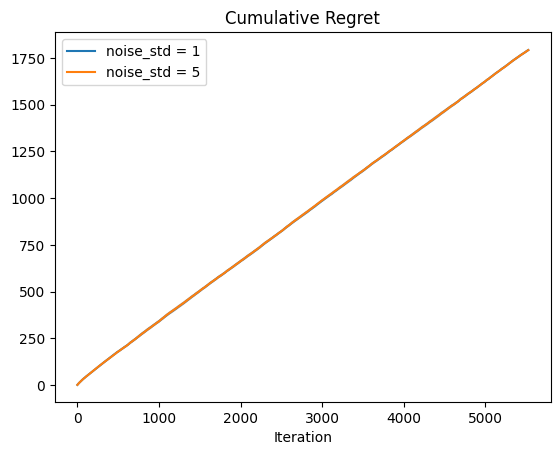 Cumulative Regret
noise_std = 1
noise_std = 5
1750
1500
1250
1000
750
500
250
0
0 1000 2000 3000 4000 5000
Iteration